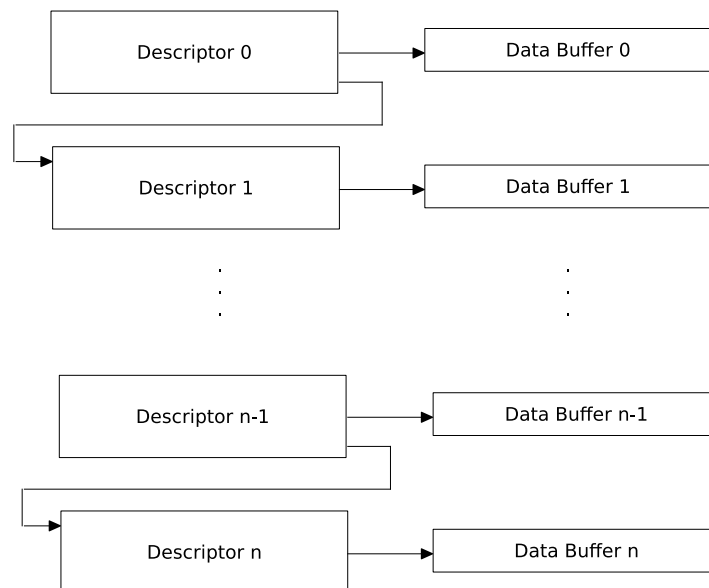 Descriptor 0
Data Buffer 0
Descriptor 1
Data Buffer 1
Descriptor n-1
Data Buffer n-1
Descriptor n
Data Buffer n